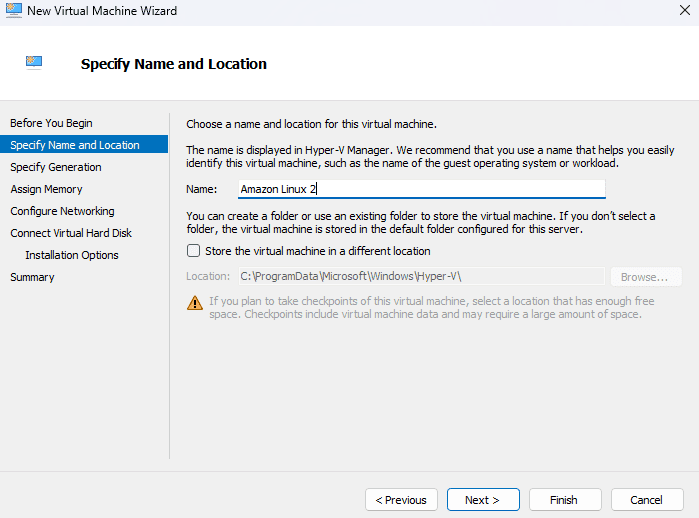 New Virtual Machine Wizard
Specify Name and Location
Before You Begin
Specify Name and Location
Specify Generation
Assign Memory
Configure Networking
Connect Virtual Hard Disk
Installation Options
Summary
Choose a name and location for this virtual machine.
The name is displayed in Hyper-V Manager. We recommend that you use a name that helps you easily
identify this virtual machine, such as the name of the guest operating system or workload.
Name: Amazon Linux 2
You can create a folder or use an existing folder to store the virtual machine. If you don't select a
folder, the virtual machine is stored in the default folder configured for this server.
Store the virtual machine in a different location
Location: C:\ProgramData\Microsoft\Windows\Hyper-V\ Browse...
If you plan to take checkpoints of this virtual machine, select a location that has enough free
space. Checkpoints include virtual machine data and may require a large amount of space.
< Previous Next > Finish Cancel